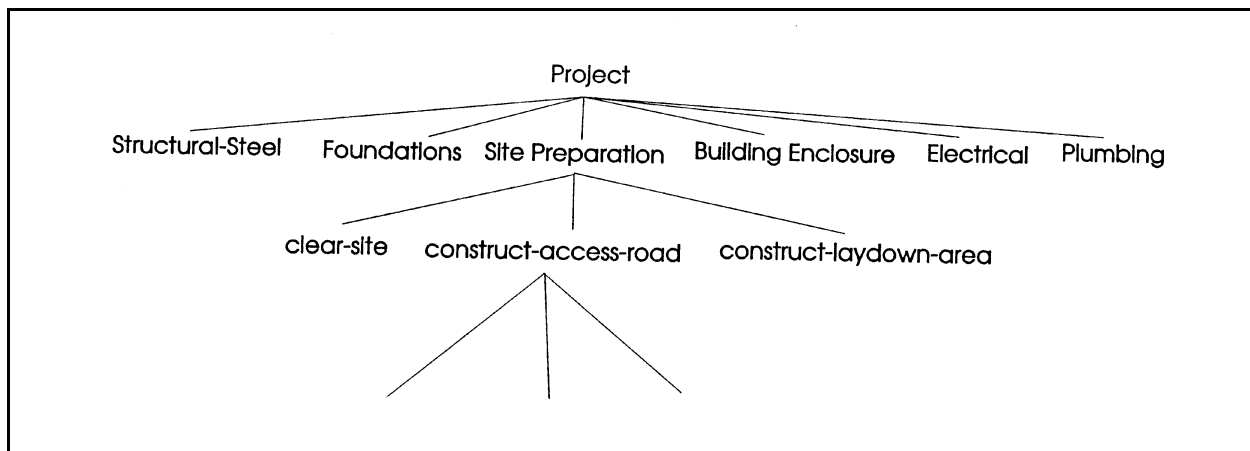 Project
Structural-Steel Foundations Site Preparation Building Enclosure Electrical Plumbing
clear-site construct-access-road construct-laydown-area